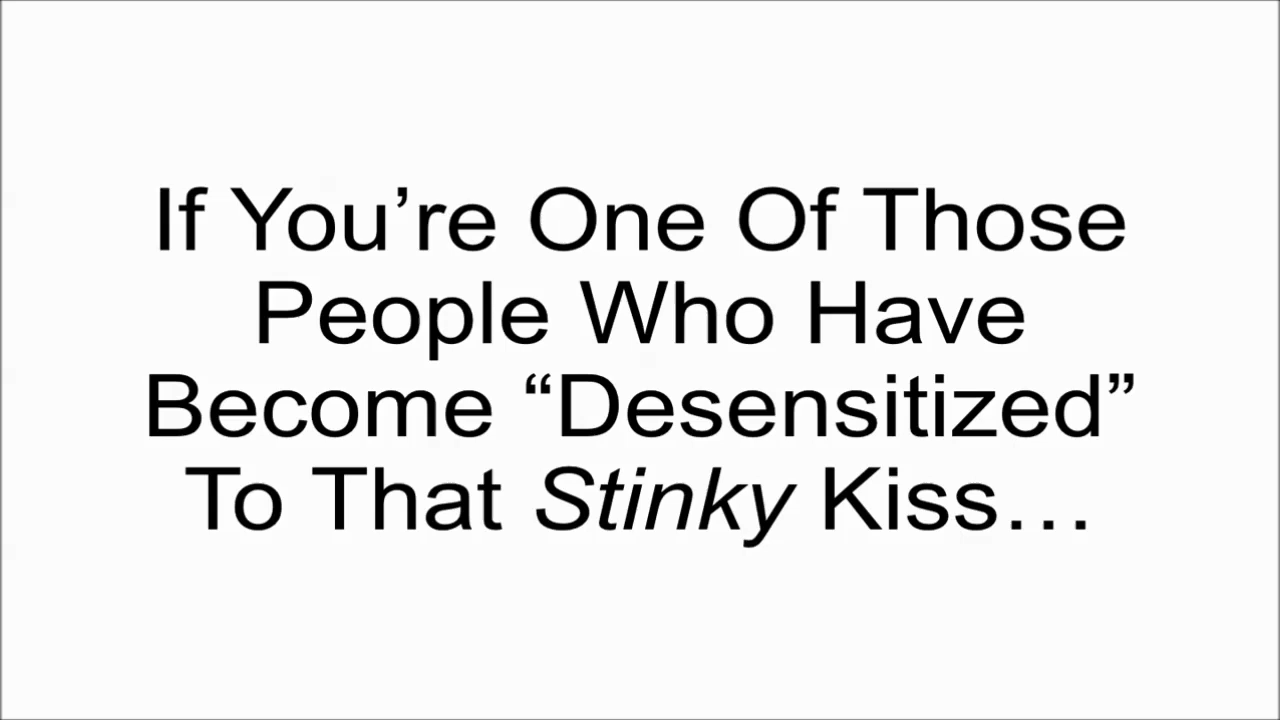 If You’re One Of Those
People Who Have
Become “Desensitized”
To That Stinky Kiss…